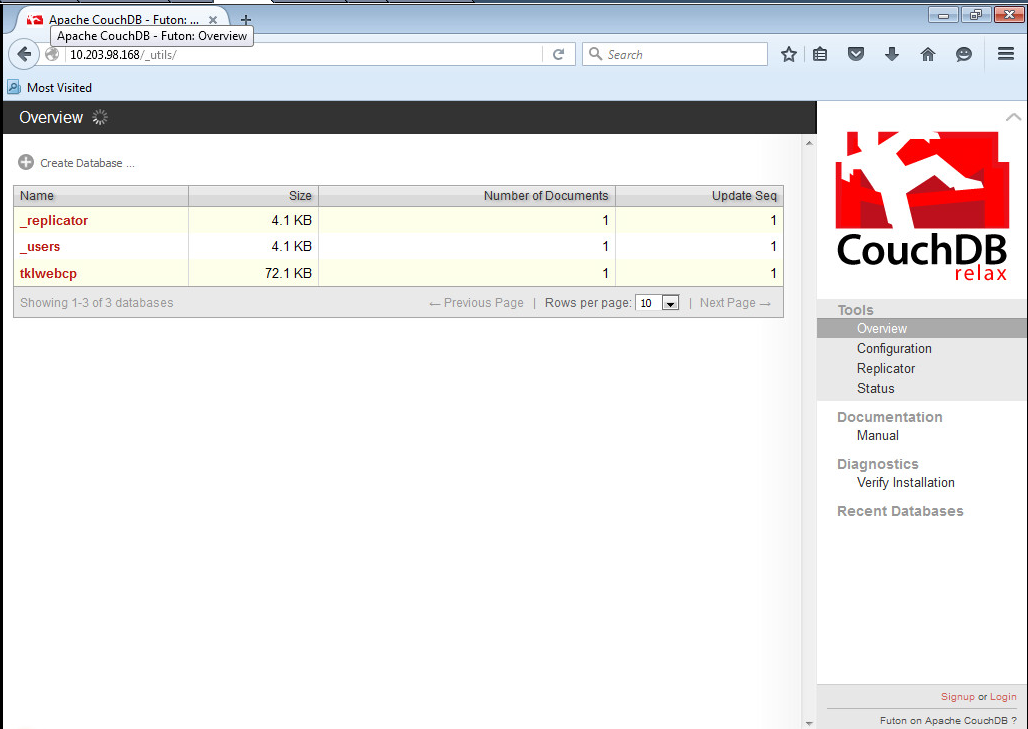 Apache CouchDB - Futon: ...
Apache CouchDB - Futon: Overview
10.203.98.168/_utils/
Search
Most Visited
Overview
Create Database ...
Name Size Number of Documents Update Seq
_replicator 4.1 KB 1 1
_users 4.1 KB 1 1
tklwebcp 72.1 KB 1 1
Showing 1-3 of 3 databases ← Previous Page | Rows per page: 10 | Next Page →
CouchDB
relax
Tools
Overview
Configuration
Replicator
Status
Documentation
Manual
Diagnostics
Verify Installation
Recent Databases
Signup or Login
Futon on Apache CouchDB ?